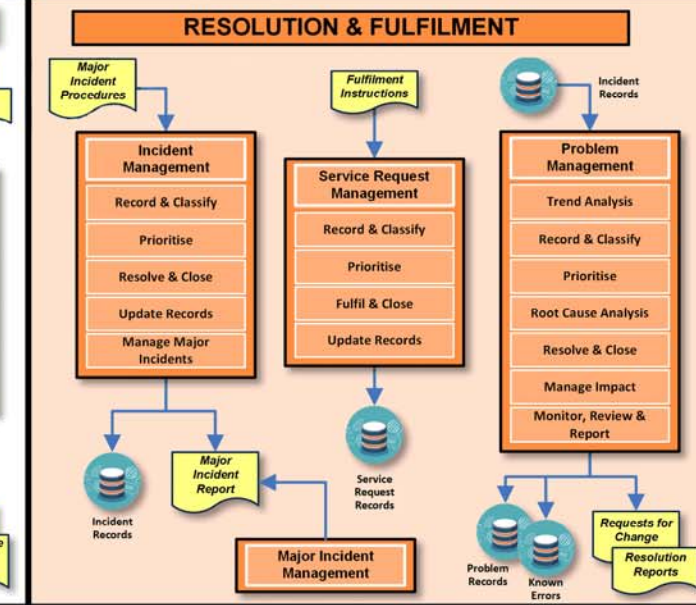 RESOLUTION & FULFILMENT
Major
Incident
Procedures
Incident
Management
Record & Classify
Prioritise
Resolve & Close
Update Records
Manage Major
Incidents
Incident
Records
Major
Incident
Report
Fulfilment
Instructions
Service Request
Management
Record & Classify
Prioritise
Fulfil & Close
Update Records
Service
Request
Records
Major Incident
Management
Incident
Records
Problem
Management
Trend Analysis
Record & Classify
Prioritise
Root Cause Analysis
Resolve & Close
Manage Impact
Monitor, Review &
Report
Problem
Records
Known
Errors
Requests for
Change
Resolution
Reports